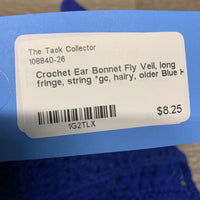 The Tack Collector
108640-26
Crochet Ear Bonnet Fly Veil, long
fringe, string *gc, hairy, older Blue H
$8.25
1G2TLX